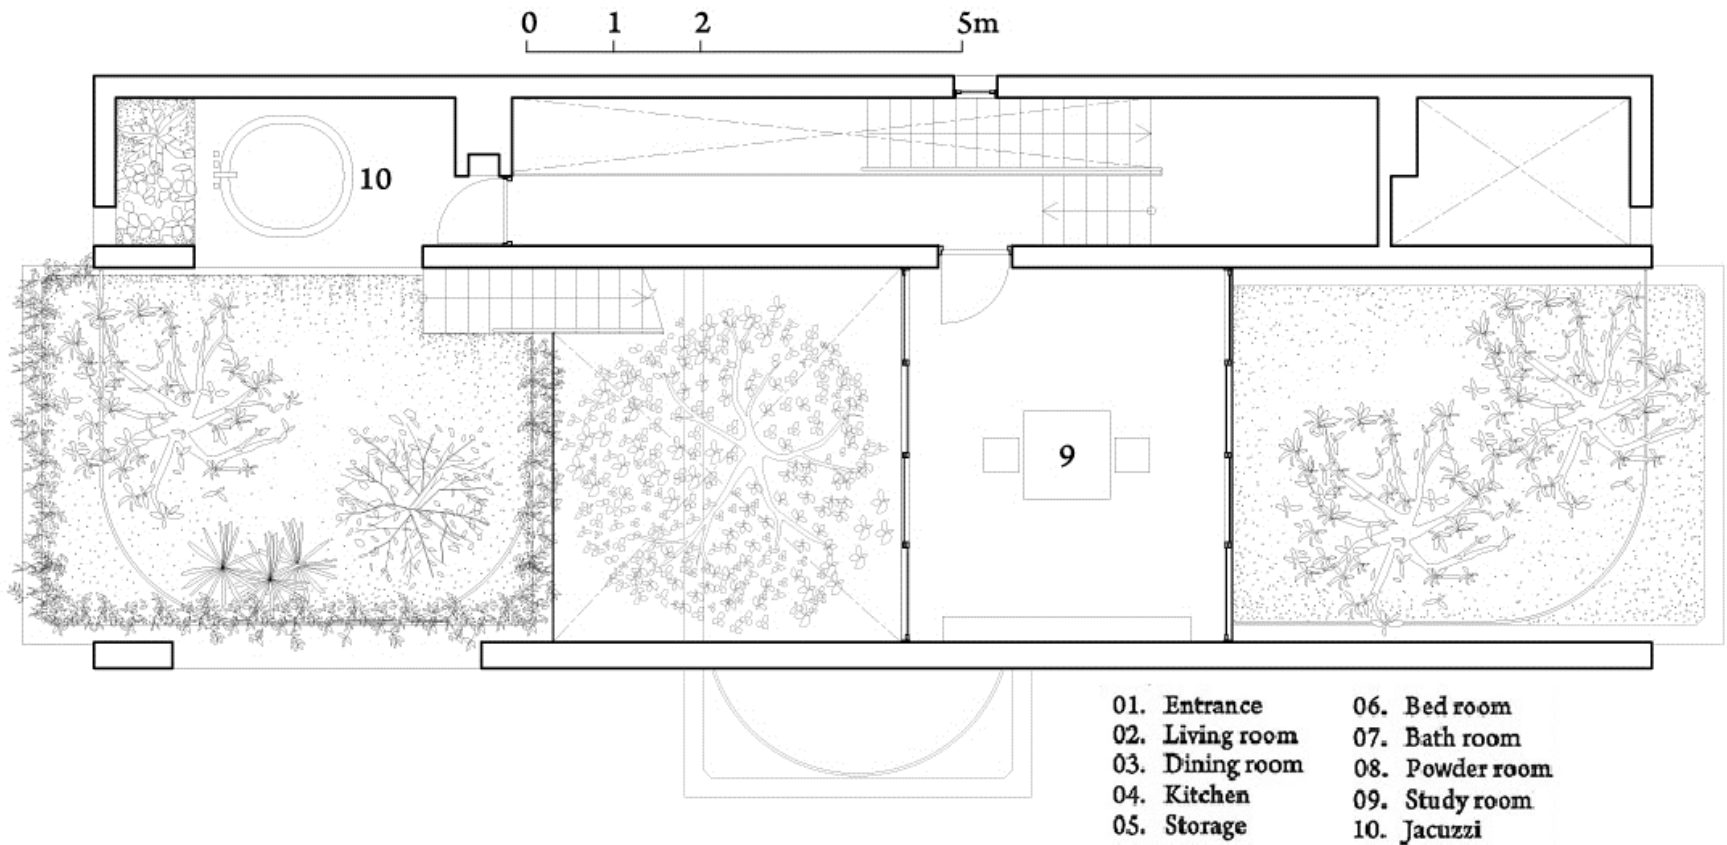 0 1 2 5m
10
9
01. Entrance
02. Living room
03. Dining room
04. Kitchen
05. Storage
06. Bed room
07. Bath room
08. Powder room
09. Study room
10. Jacuzzi